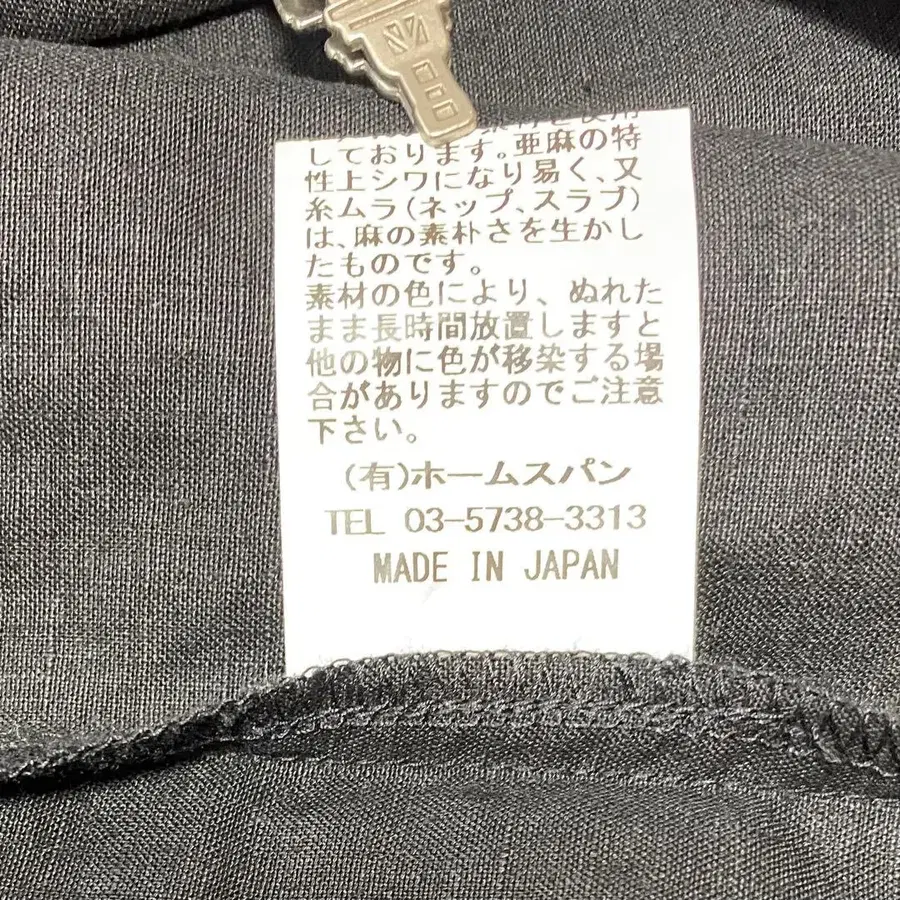 しております。亜麻の特
性上シワになり易く、又
糸ムラ(ネップ、スラブ)
は、麻の素朴さを生かし
たものです。
素材の色により、ぬれた
まま長時間放置しますと
他の物に色が移染する場
合がありますのでご注意
下さい。
(有)ホームスパン
TEL 03-5738-3313
MADE IN JAPAN